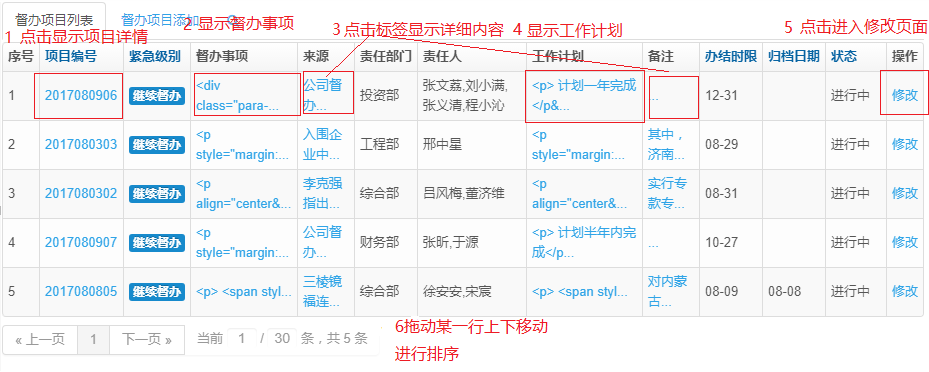 督办项目列表 督办项目添加
2 显示督办事项
1 点击显示项目详情
3 点击标签显示详细内容
4 显示工作计划
5 点击进入修改页面
序号 项目编号 紧急级别 督办事项 来源 责任部门 责任人 工作计划 备注 办结时限 归档日期 状态 操作
1 2017080906 继续督办 <div class="para-... 公司督办... 投资部 张文荔,刘小满,张义清,程小沁 <p> 计划一年完成</p&... ... 12-31 进行中 修改
2 2017080303 继续督办 <p style="margin:... 入围企业中... 工程部 邢中星 <p style="margin:... 其中，济南... 08-29 进行中 修改
3 2017080302 继续督办 <p align="center&... 李克强指出... 综合部 吕风梅,董济维 <p align="center&... 实行专款专... 08-31 进行中 修改
4 2017080907 继续督办 <p style="margin:... 公司督办... 财务部 张昕,于源 <p> 计划半年内完成</p... ... 10-27 进行中 修改
5 2017080805 继续督办 <p> <span styl... 三棱镜福连... 综合部 徐安安,宋宸 <p> <span styl... 对内蒙古... 08-09 08-08 进行中 修改
« 上一页 1 下一页 » 当前 1 / 30 条，共 5 条
6拖动某一行上下移动
进行排序